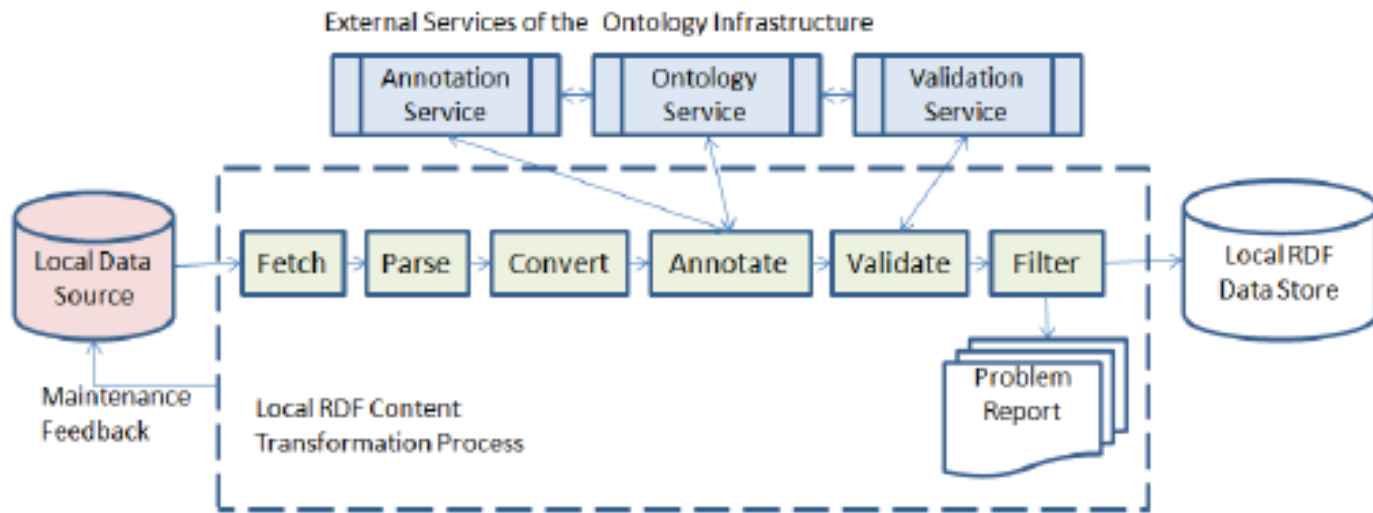 External Services of the Ontology Infrastructure
Annotation
Service
Ontology
Service
Validation
Service
Local Data
Source
Fetch
Parse
Convert
Annotate
Validate
Filter
Local RDF
Data Store
Problem
Report
Maintenance
Feedback
Local RDF Content
Transformation Process